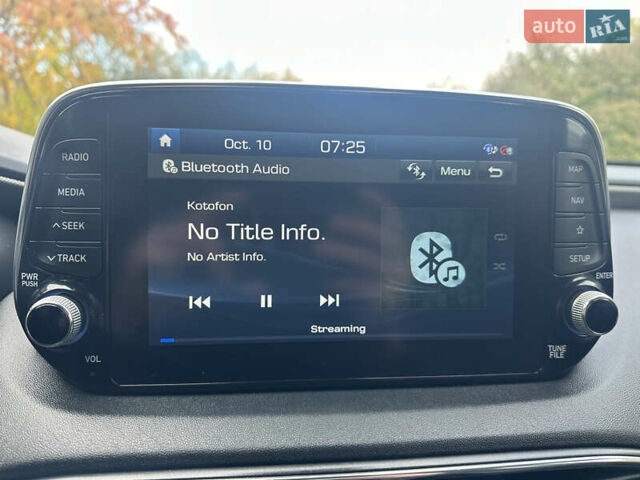 auto RIA.com
Oct. 10 07:25
Bluetooth Audio Menu
Kotofon
No Title Info.
No Artist Info.
Streaming
RADIO
MEDIA
SEEK
TRACK
PWR
PUSH
VOL
MAP
NAV
SETUP
ENTER
TUNE
FILE